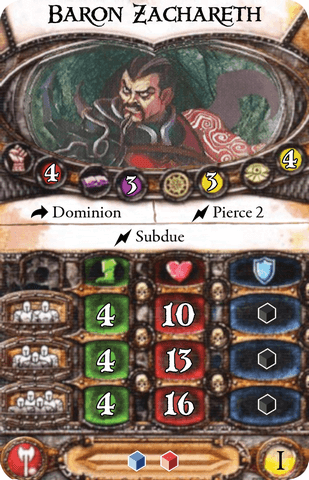 Baron Zachareth
4 3 3 4
Dominion Pierce 2
Subdue
4 10
4 13
4 16
I